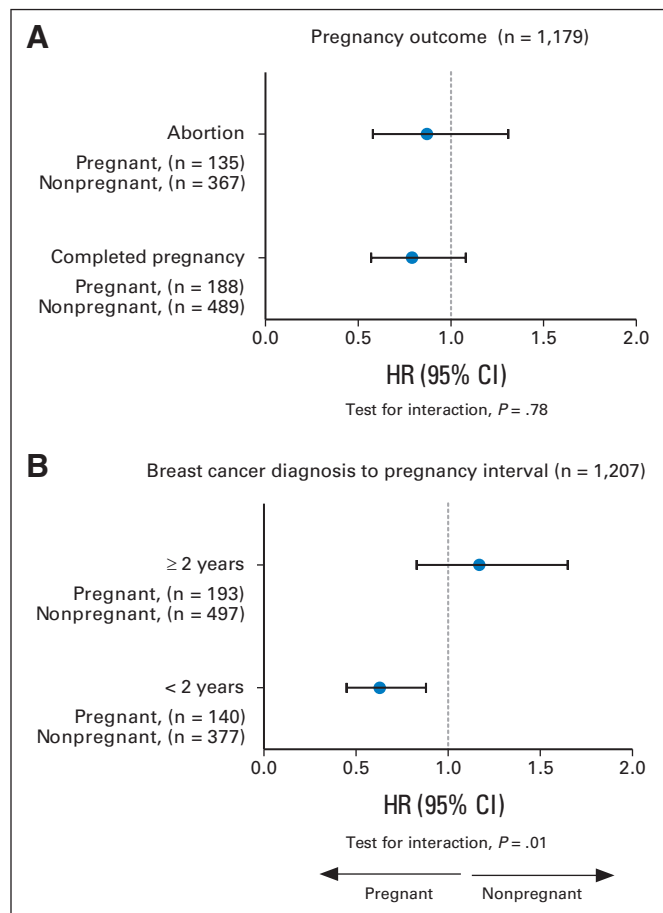 A
Pregnancy outcome (n = 1,179)
Abortion
Pregnant, (n = 135)
Nonpregnant, (n = 367)
Completed pregnancy
Pregnant, (n = 188)
Nonpregnant, (n = 489)
0.0 0.5 1.0 1.5 2.0
HR (95% CI)
Test for interaction, P = .78
B
Breast cancer diagnosis to pregnancy interval (n = 1,207)
≥ 2 years
Pregnant, (n = 193)
Nonpregnant, (n = 497)
< 2 years
Pregnant, (n = 140)
Nonpregnant, (n = 377)
0.0 0.5 1.0 1.5 2.0
HR (95% CI)
Test for interaction, P = .01
Pregnant Nonpregnant